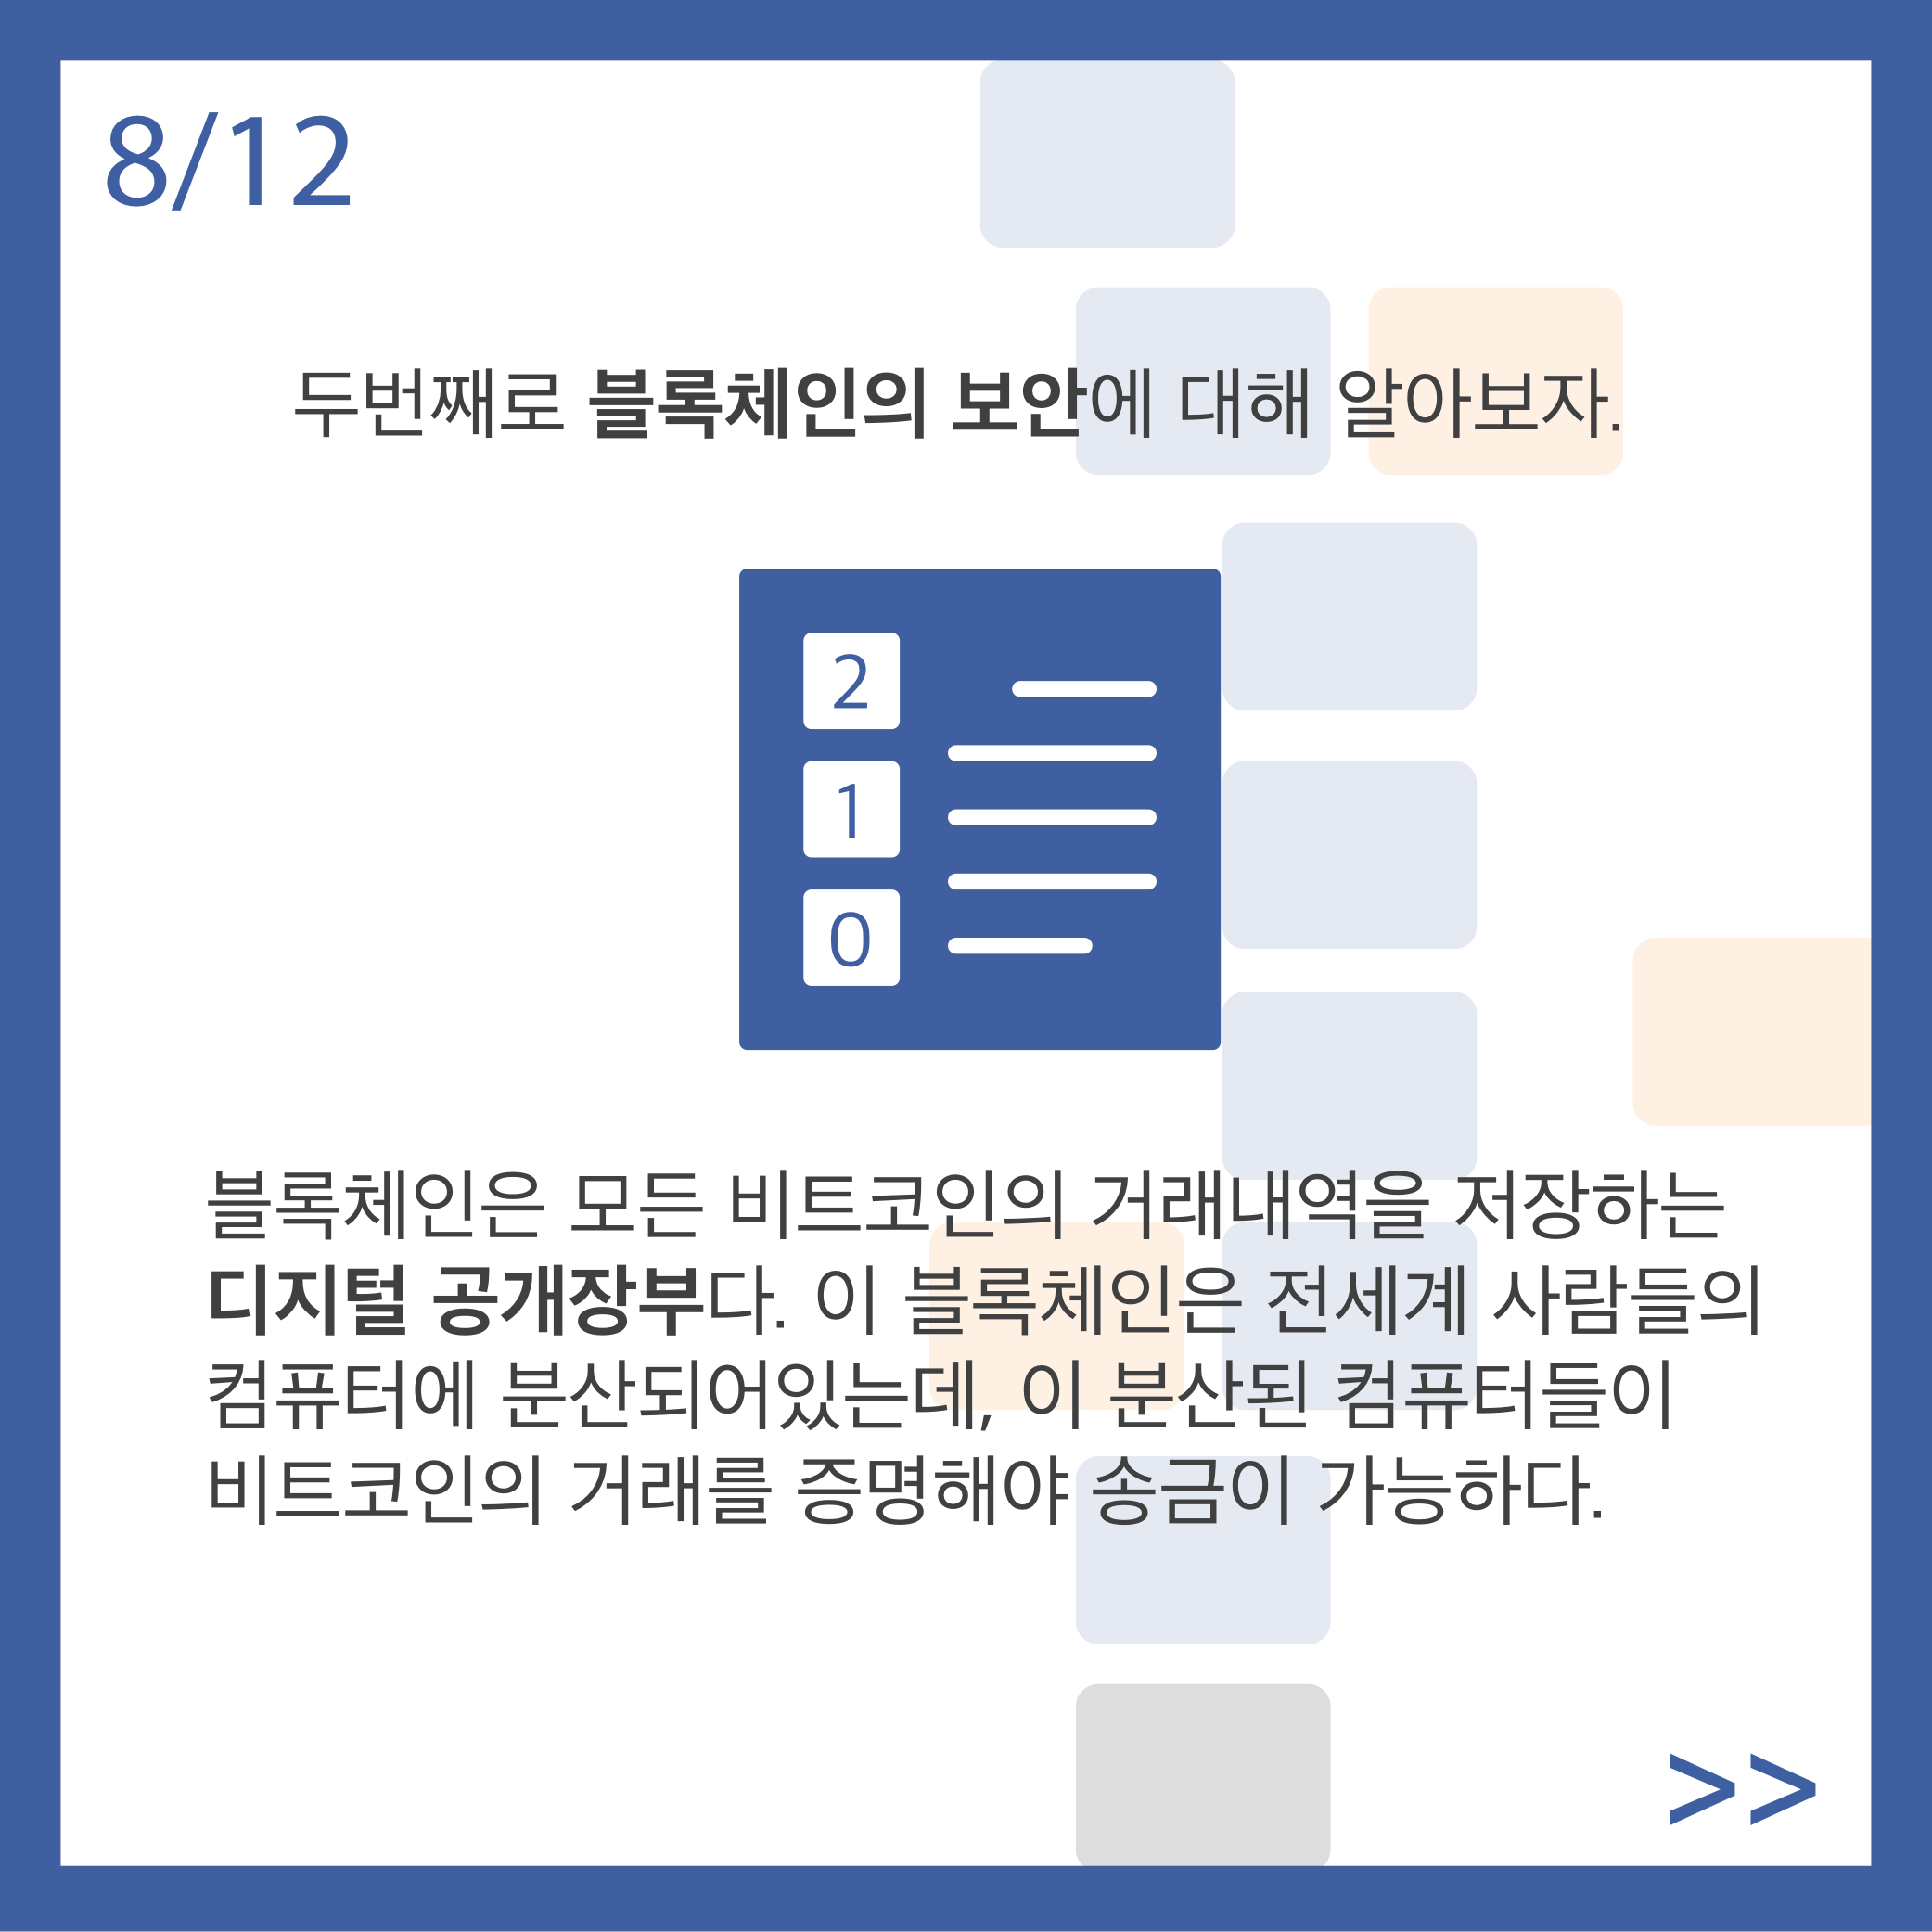 8/12
두번째로 블록체인의 보안에 대해 알아보자.
2
1
0
블록체인은 모든 비트코인의 거래내역을 저장하는
디지털 공개장부다. 이 블록체인은 전세계 사람들의
컴퓨터에 분산되어있는데, 이 분산된 컴퓨터들이
비트코인의 거래를 증명해야 송금이 가능하다.
>>